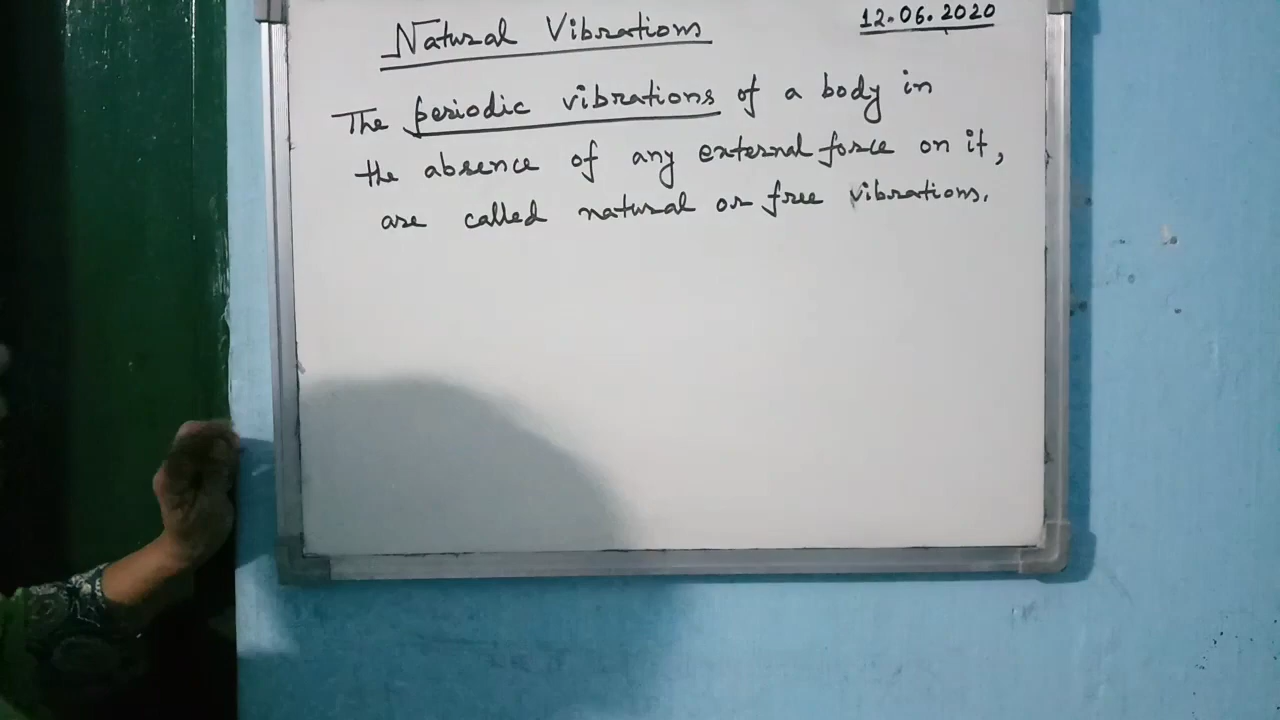 Natural Vibrations 12.06.2020
The periodic vibrations of a body in
the absence of any external force on it,
are called natural or free vibrations.